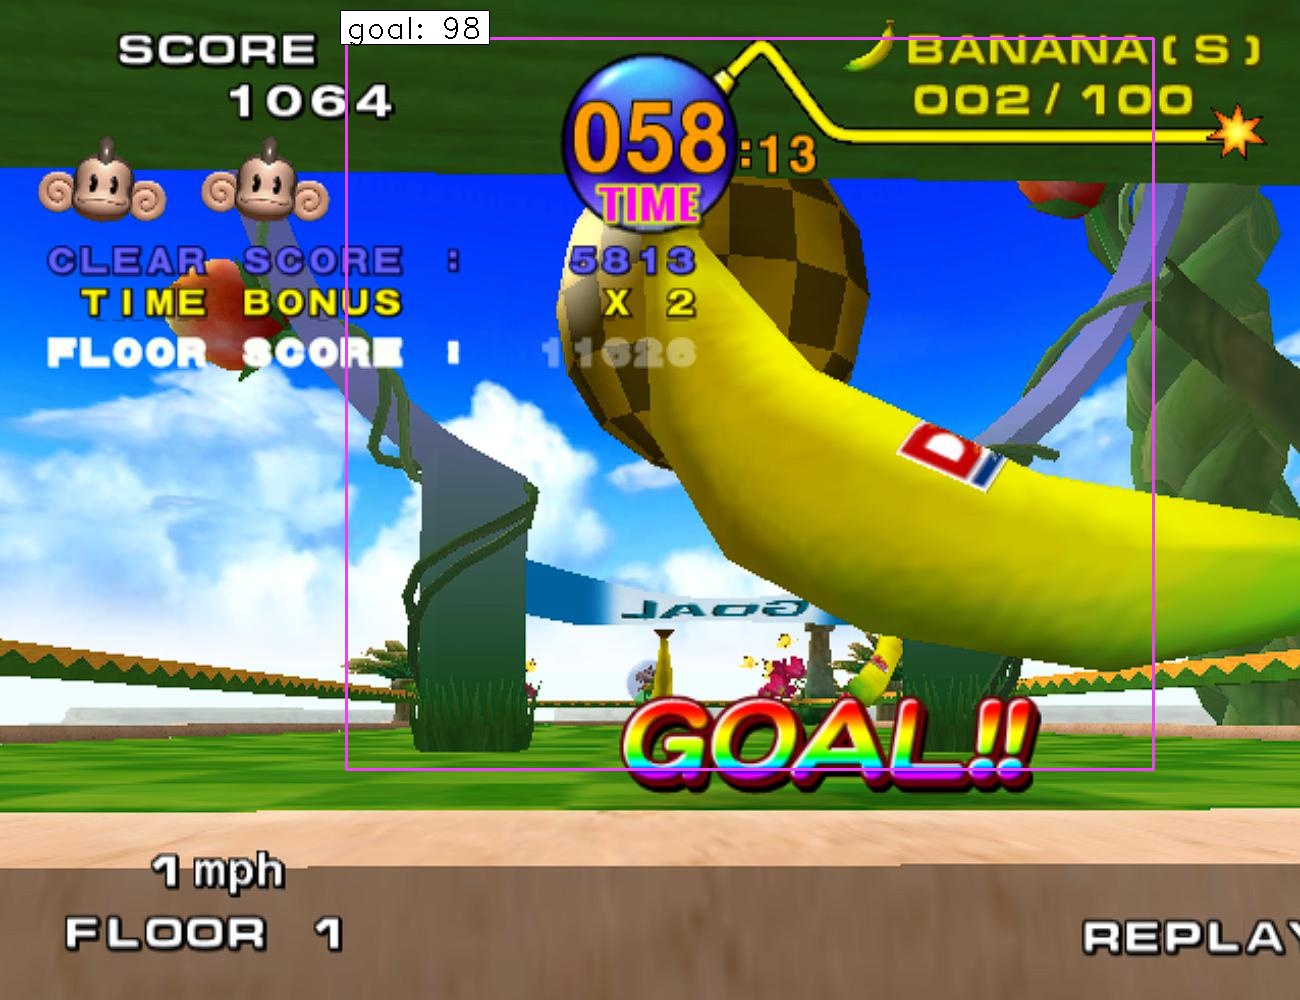 goal: 98
SCORE
1064
BANANA(S)
002/100
058:13
TIME
CLEAR SCORE : 5813
TIME BONUS X 2
FLOOR SCORE : 11626
GOAL
GOAL!!
1 mph
FLOOR 1
REPLAY